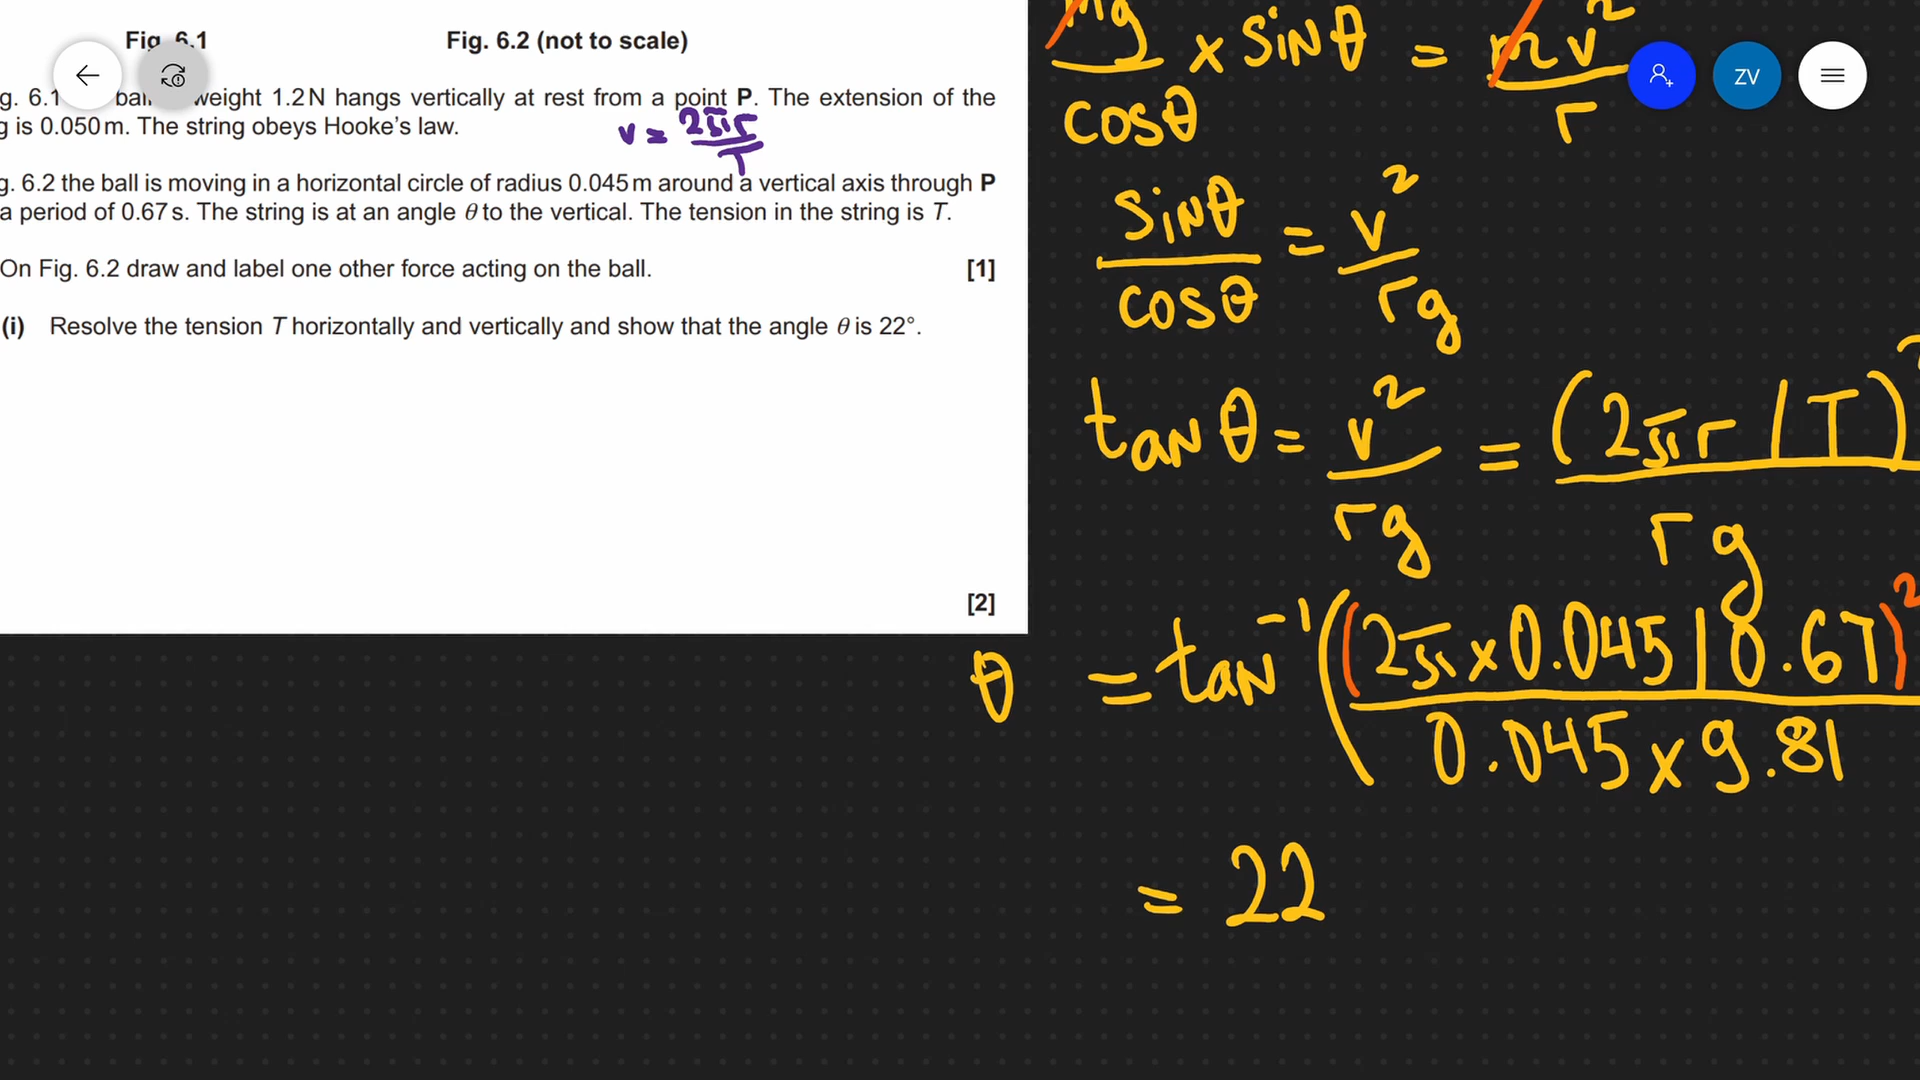 Fig. 6.1 Fig. 6.2 (not to scale)
g. 6.1 weight 1.2 N hangs vertically at rest from a point P. The extension of the
g is 0.050 m. The string obeys Hooke's law.
v = 2πr / T
g. 6.2 the ball is moving in a horizontal circle of radius 0.045 m around a vertical axis through P
a period of 0.67 s. The string is at an angle θ to the vertical. The tension in the string is T.
On Fig. 6.2 draw and label one other force acting on the ball. [1]
(i) Resolve the tension T horizontally and vertically and show that the angle θ is 22°.
[2]
mg / cosθ × sinθ = mv² / r
ZV
sinθ / cosθ = v² / rg
tanθ = v² / rg = (2πr / T)² / rg
θ = tan⁻¹ ((2π × 0.045 / 0.67)² / 0.045 × 9.81
= 22